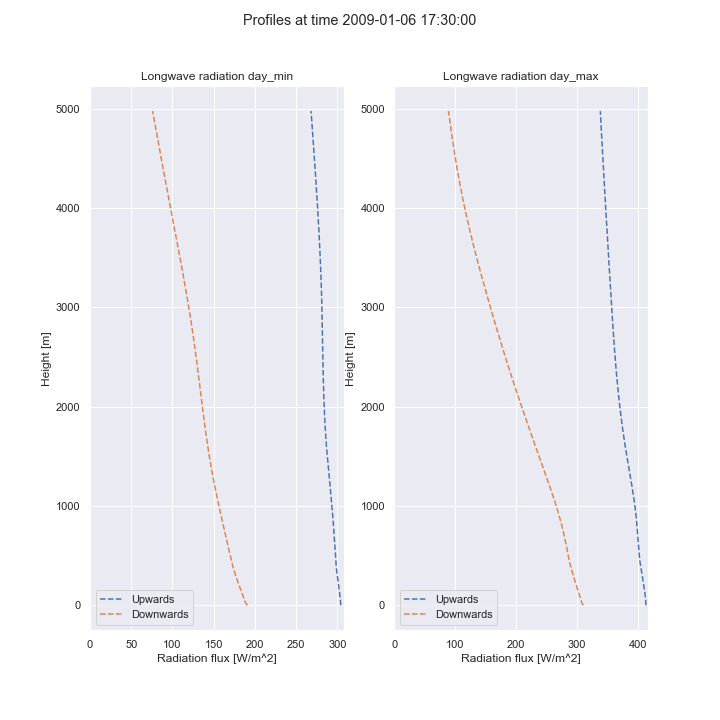 Profiles at time 2009-01-06 17:30:00
Longwave radiation day_min
5000
4000
3000
2000
1000
0
Height [m]
Upwards
Downwards
0 50 100 150 200 250 300
Radiation flux [W/m^2]
Longwave radiation day_max
5000
4000
3000
2000
1000
0
Height [m]
Upwards
Downwards
0 100 200 300 400
Radiation flux [W/m^2]